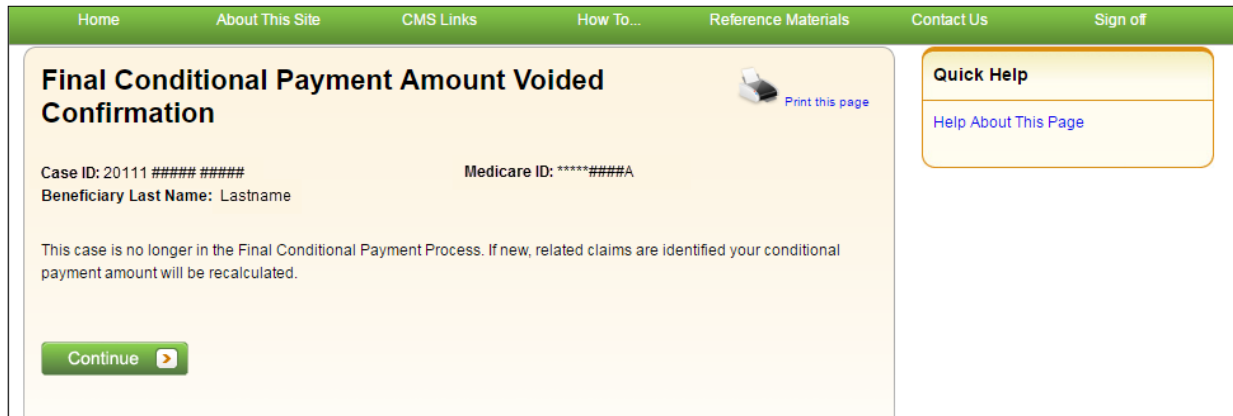 Home About This Site CMS Links How To... Reference Materials Contact Us Sign off
Final Conditional Payment Amount Voided
Confirmation
Print this page
Case ID: 20111 ##### ##### Medicare ID: *****####A
Beneficiary Last Name: Lastname
This case is no longer in the Final Conditional Payment Process. If new, related claims are identified your conditional
payment amount will be recalculated.
Continue
Quick Help
Help About This Page